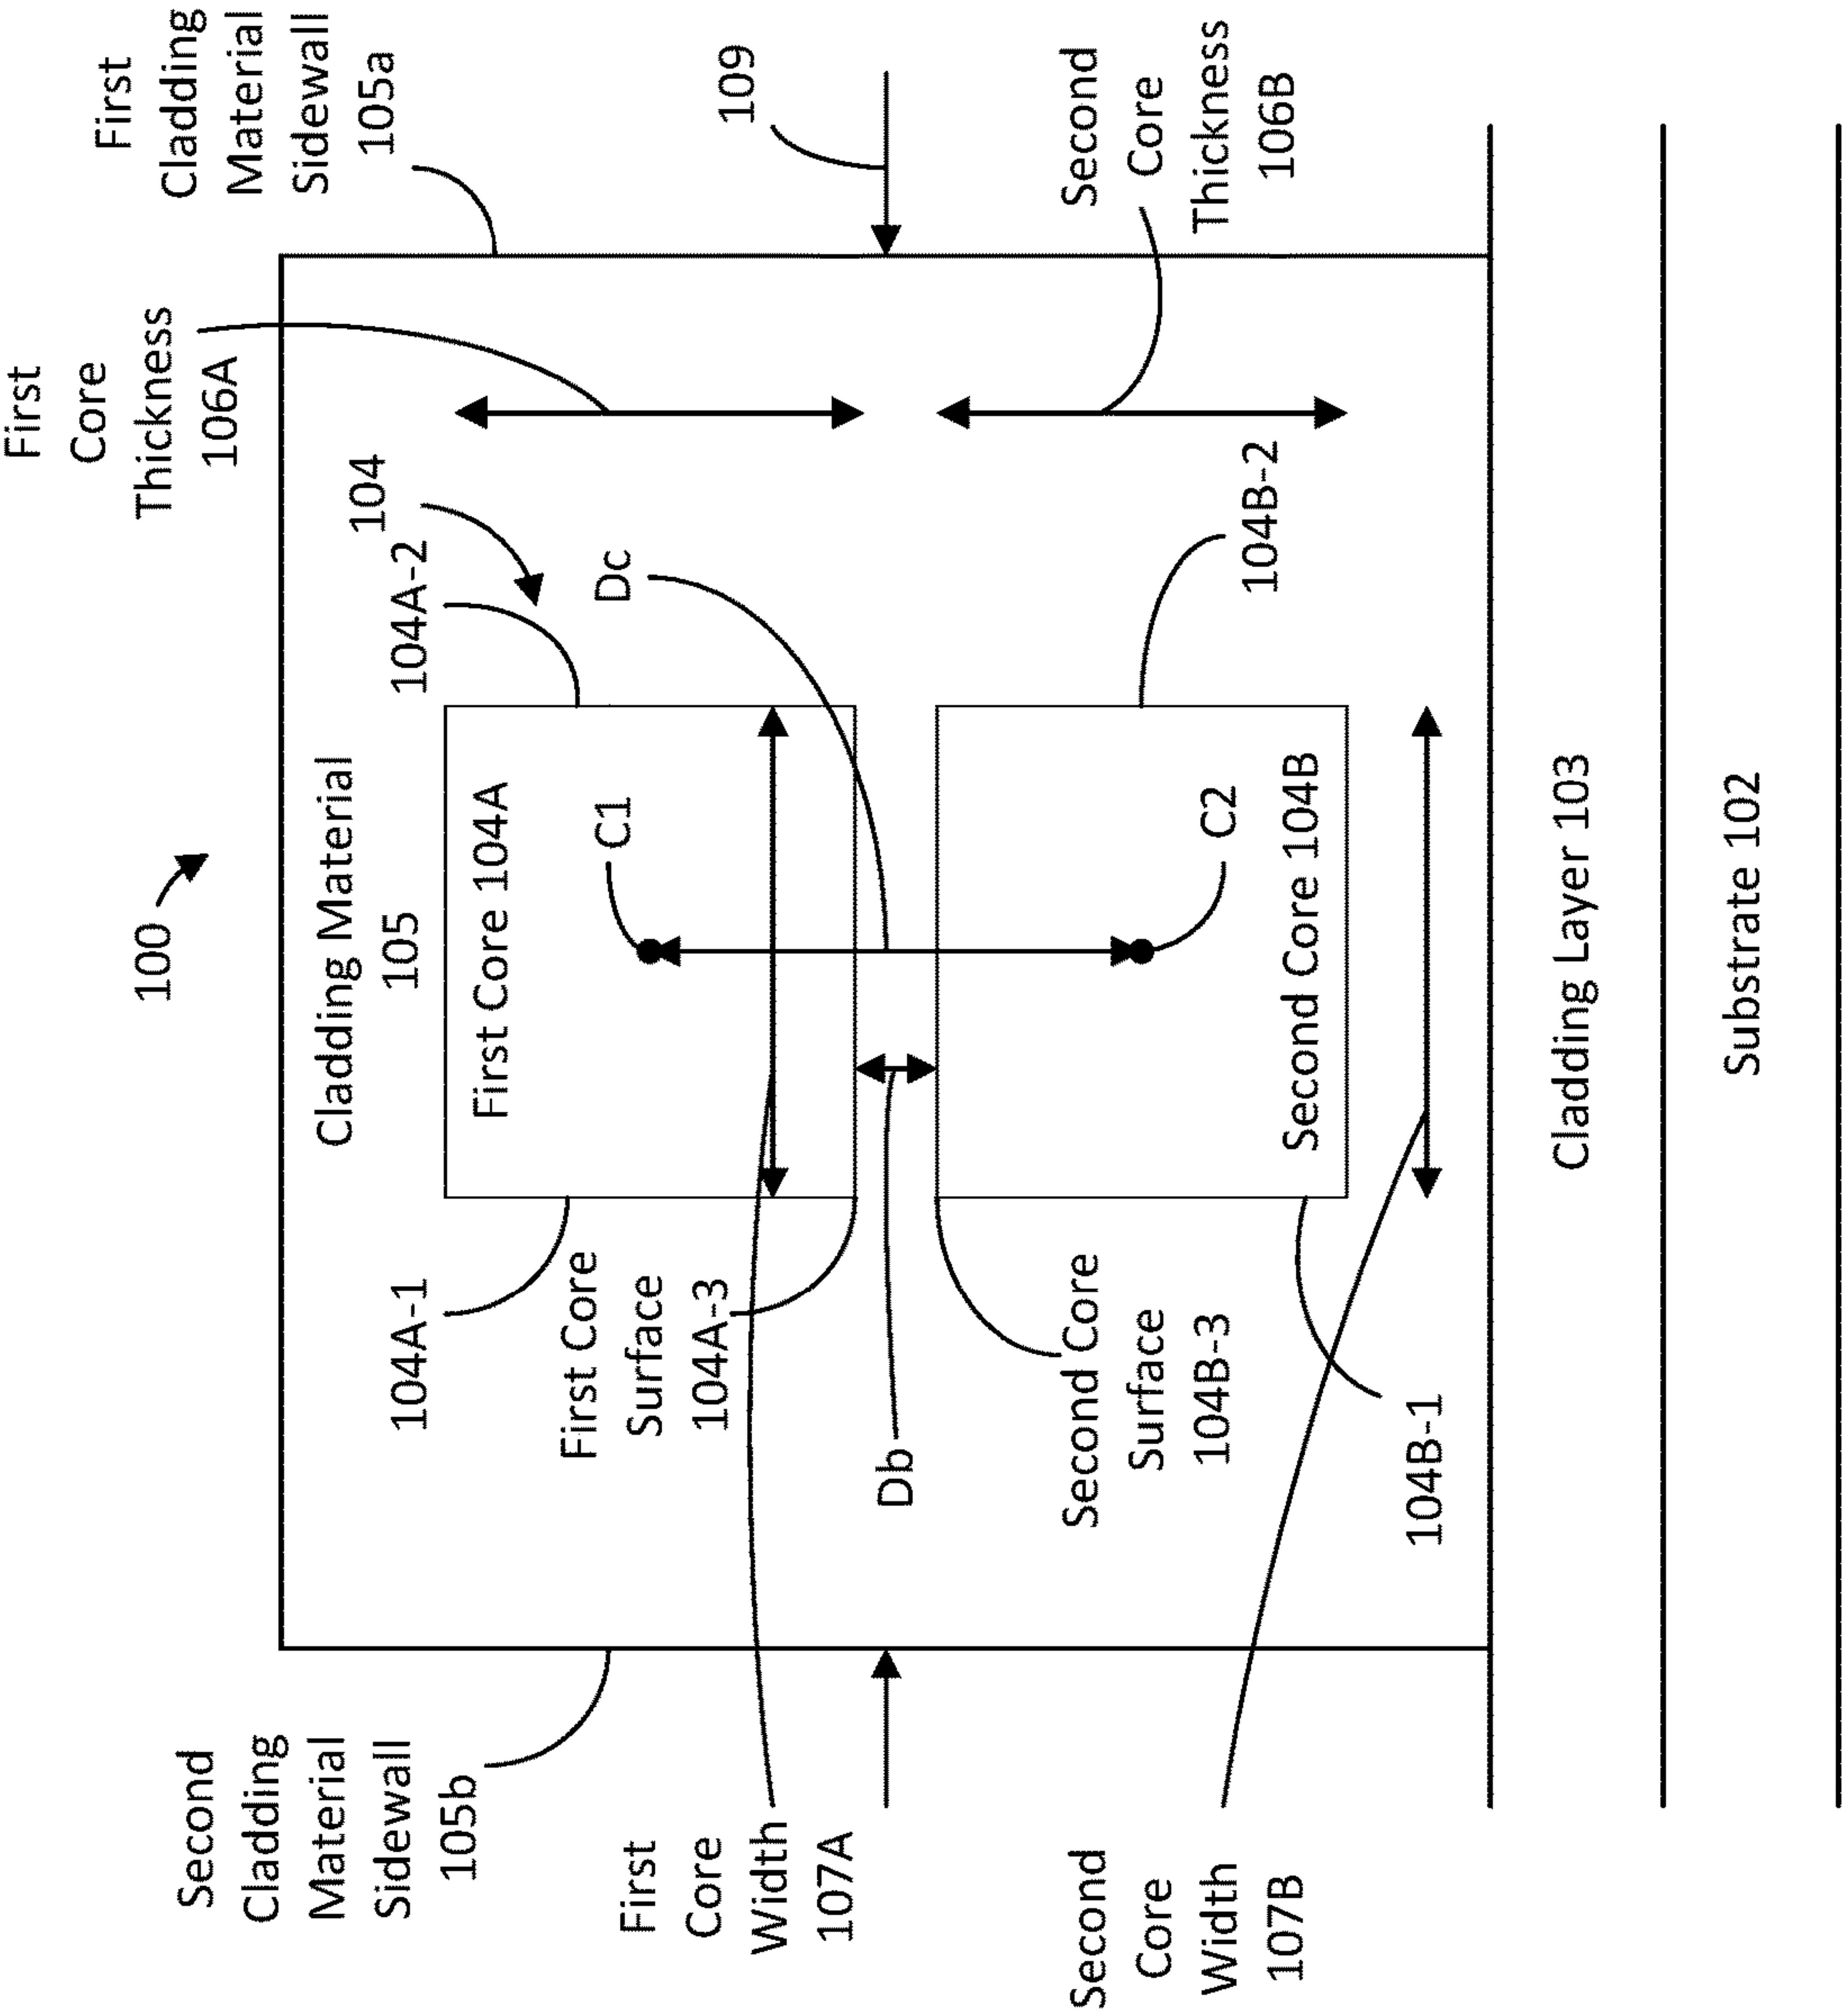 100
First
Core
Thickness
106A
First
Cladding
Material
Sidewall
105a
Second
Cladding
Material
Sidewall
105b
Cladding Material
105
104
104A-2
104A-1
First Core 104A
C1
Dc
109
First Core
Surface
104A-3
First
Core
Width
107A
Db
Second
Core
Thickness
106B
Second Core
Surface
104B-3
C2
104B-2
Second Core 104B
104B-1
Second
Core
Width
107B
Cladding Layer 103
Substrate 102